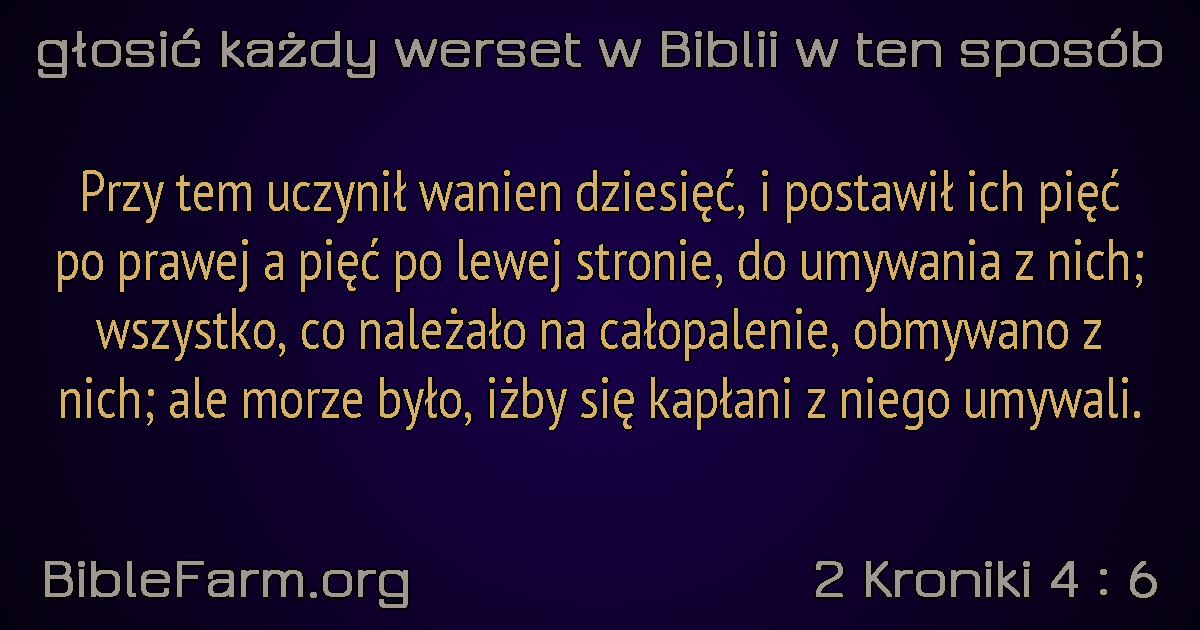 głosić każdy werset w Biblii w ten sposób
Przy tem uczynił wanien dziesięć, i postawił ich pięć
po prawej a pięć po lewej stronie, do umywania z nich;
wszystko, co należało na całopalenie, obmywano z
nich; ale morze było, iżby się kapłani z niego umywali.
BibleFarm.org
2 Kroniki 4 : 6